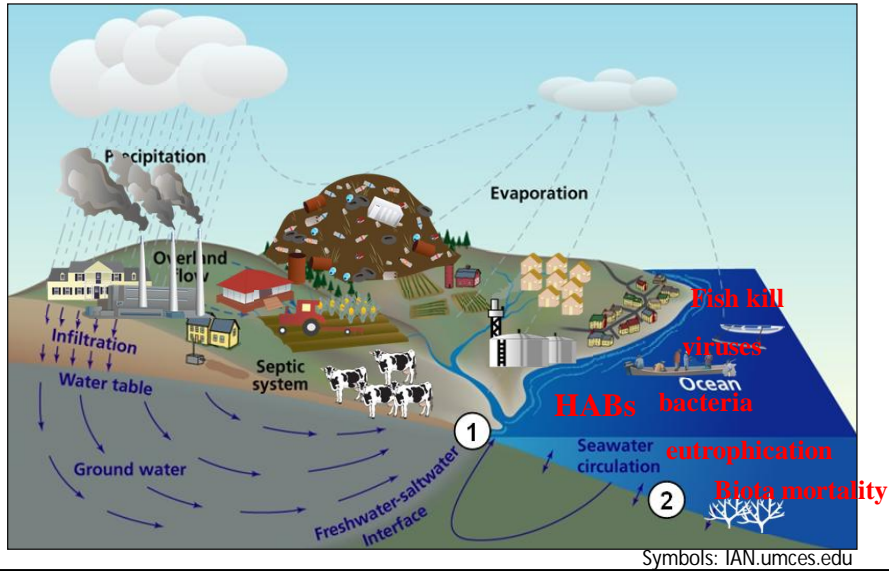 Precipitation
Evaporation
Overland
flow
Fish kill
Infiltration
viruses
Septic
system
Ocean
Water table
HABs
bacteria
1
Seawater
circulation
eutrophication
Ground water
Freshwater-saltwater
Interface
2
Biota mortality
Symbols: IAN.umces.edu